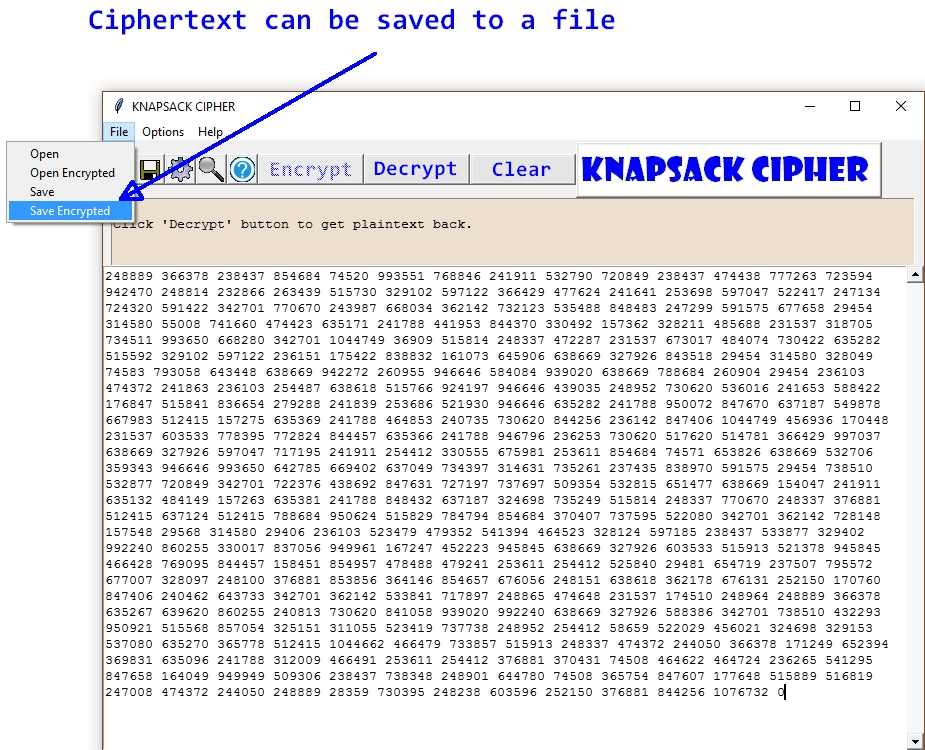 Ciphertext can be saved to a file
KNAPSACK CIPHER
File Options Help
Open
Open Encrypted
Save
Save Encrypted
Encrypt Decrypt Clear KNAPSACK CIPHER
Click 'Decrypt' button to get plaintext back.
248889 366378 238437 854684 74520 993551 768846 241911 532790 720849 238437 474438 777263 723594
942470 248814 232866 263439 515730 329102 597122 366429 477624 241641 253698 597047 522417 247134
724320 591422 342701 770670 243987 668034 362142 732123 535488 848483 247299 591575 677658 29454
314580 55008 741660 474423 635171 241788 441953 844370 330492 157362 328211 485688 231537 318705
734511 993650 668280 342701 1044749 36909 515814 248337 472287 231537 673017 484074 730422 635282
515592 329102 597122 236151 175422 838832 161073 645906 638669 327926 843518 29454 314580 328049
74583 793058 643448 638669 942272 260955 946646 584084 939020 638669 788684 260904 29454 236103
474372 241863 236103 254487 638618 515766 924197 946646 439035 248952 730620 536016 241653 588422
176847 515841 836654 279288 241839 253686 521930 946646 635282 241788 950072 847670 637187 549878
667983 512415 157275 635369 241788 464853 240735 730620 844256 236142 847406 1044749 456936 170448
231537 603533 778395 772824 844457 635366 241788 946796 236253 730620 517620 514781 366429 997037
638669 327926 597047 717195 241911 254412 330555 675981 253611 854684 74571 653826 638669 532706
359343 946646 993650 642785 669402 637049 734397 314631 735261 237435 838970 591575 29454 738510
532877 720849 342701 722376 438692 847631 727197 737697 509354 532815 651477 638669 154047 241911
635132 484149 157263 635381 241788 848432 637187 324698 735249 515814 248337 770670 248337 376881
512415 637124 512415 788684 950624 515829 784794 854684 370407 737595 522080 342701 362142 728148
157548 29568 314580 29406 236103 523479 479352 541394 464523 328124 597185 238437 533877 329402
992240 860255 330017 837056 949961 167247 452223 945845 638669 327926 603533 515913 521378 945845
466428 769095 844457 158451 854957 478488 479241 253611 254412 525840 29481 654719 237507 795572
677007 328097 248100 376881 853856 364146 854657 676056 248151 638618 362178 676131 252150 170760
847406 240462 643733 342701 362142 533841 717897 248865 474648 231537 174510 248964 248889 366378
635267 639620 860255 240813 730620 841058 939020 992240 638669 327926 588386 342701 738510 432293
950921 515568 857054 325151 311055 523419 737738 248952 254412 58659 522029 456021 324698 329153
537080 635270 365778 512415 1044662 466479 733857 515913 248337 474372 244050 366378 171249 652394
369831 635096 241788 312009 466491 253611 254412 376881 370431 74508 464622 464724 236265 541295
847658 164049 949949 509306 238437 738348 248901 644780 74508 365754 847607 177648 515889 516819
247008 474372 244050 248889 28359 730395 248238 603596 252150 376881 844256 1076732 0